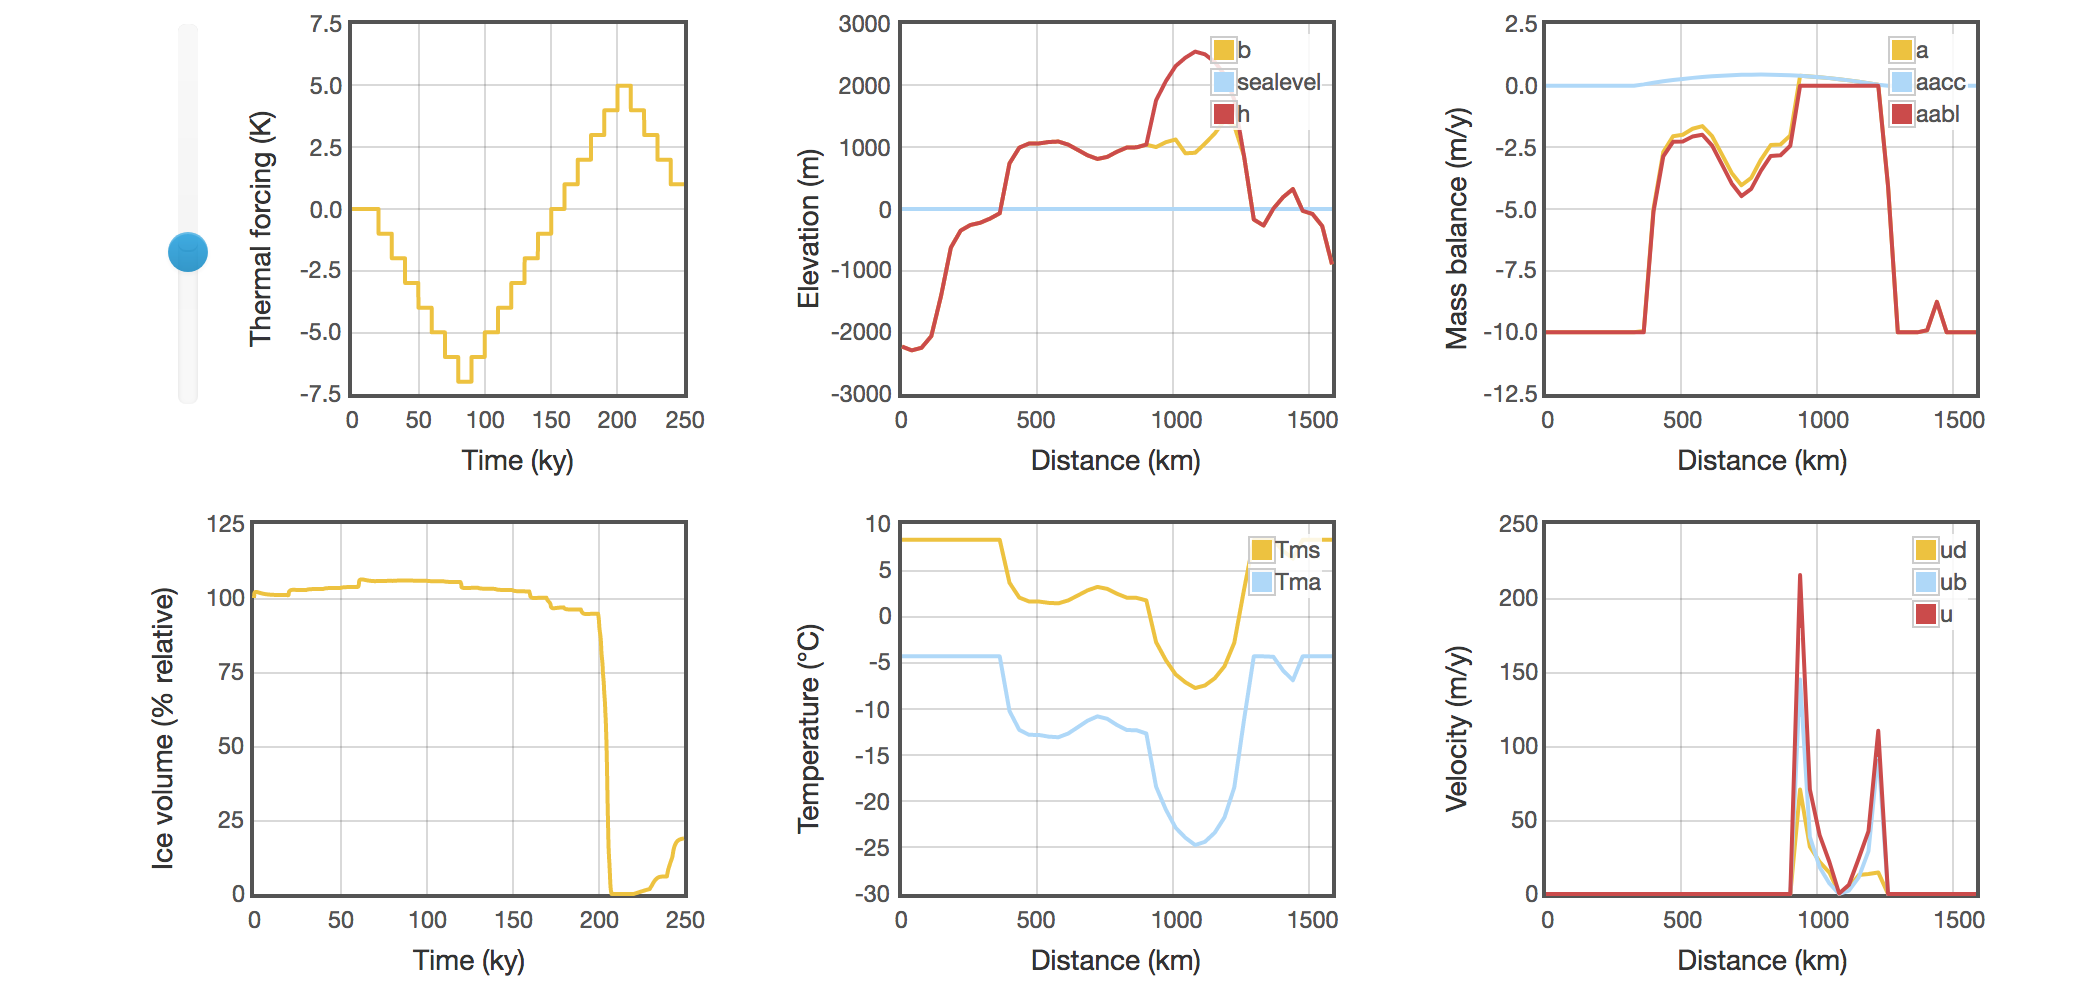 7.5
5.0
2.5
0.0
-2.5
-5.0
-7.5
0 50 100 150 200 250
Thermal forcing (K)
Time (ky)
3000
2000
1000
0
-1000
-2000
-3000
0 500 1000 1500
Elevation (m)
Distance (km)
b
sealevel
h
2.5
0.0
-2.5
-5.0
-7.5
-10.0
-12.5
0 500 1000 1500
Mass balance (m/y)
Distance (km)
a
aacc
aabl
125
100
75
50
25
0
0 50 100 150 200 250
Ice volume (% relative)
Time (ky)
10
5
0
-5
-10
-15
-20
-25
-30
0 500 1000 1500
Temperature (°C)
Distance (km)
Tms
Tma
250
200
150
100
50
0
0 500 1000 1500
Velocity (m/y)
Distance (km)
ud
ub
u